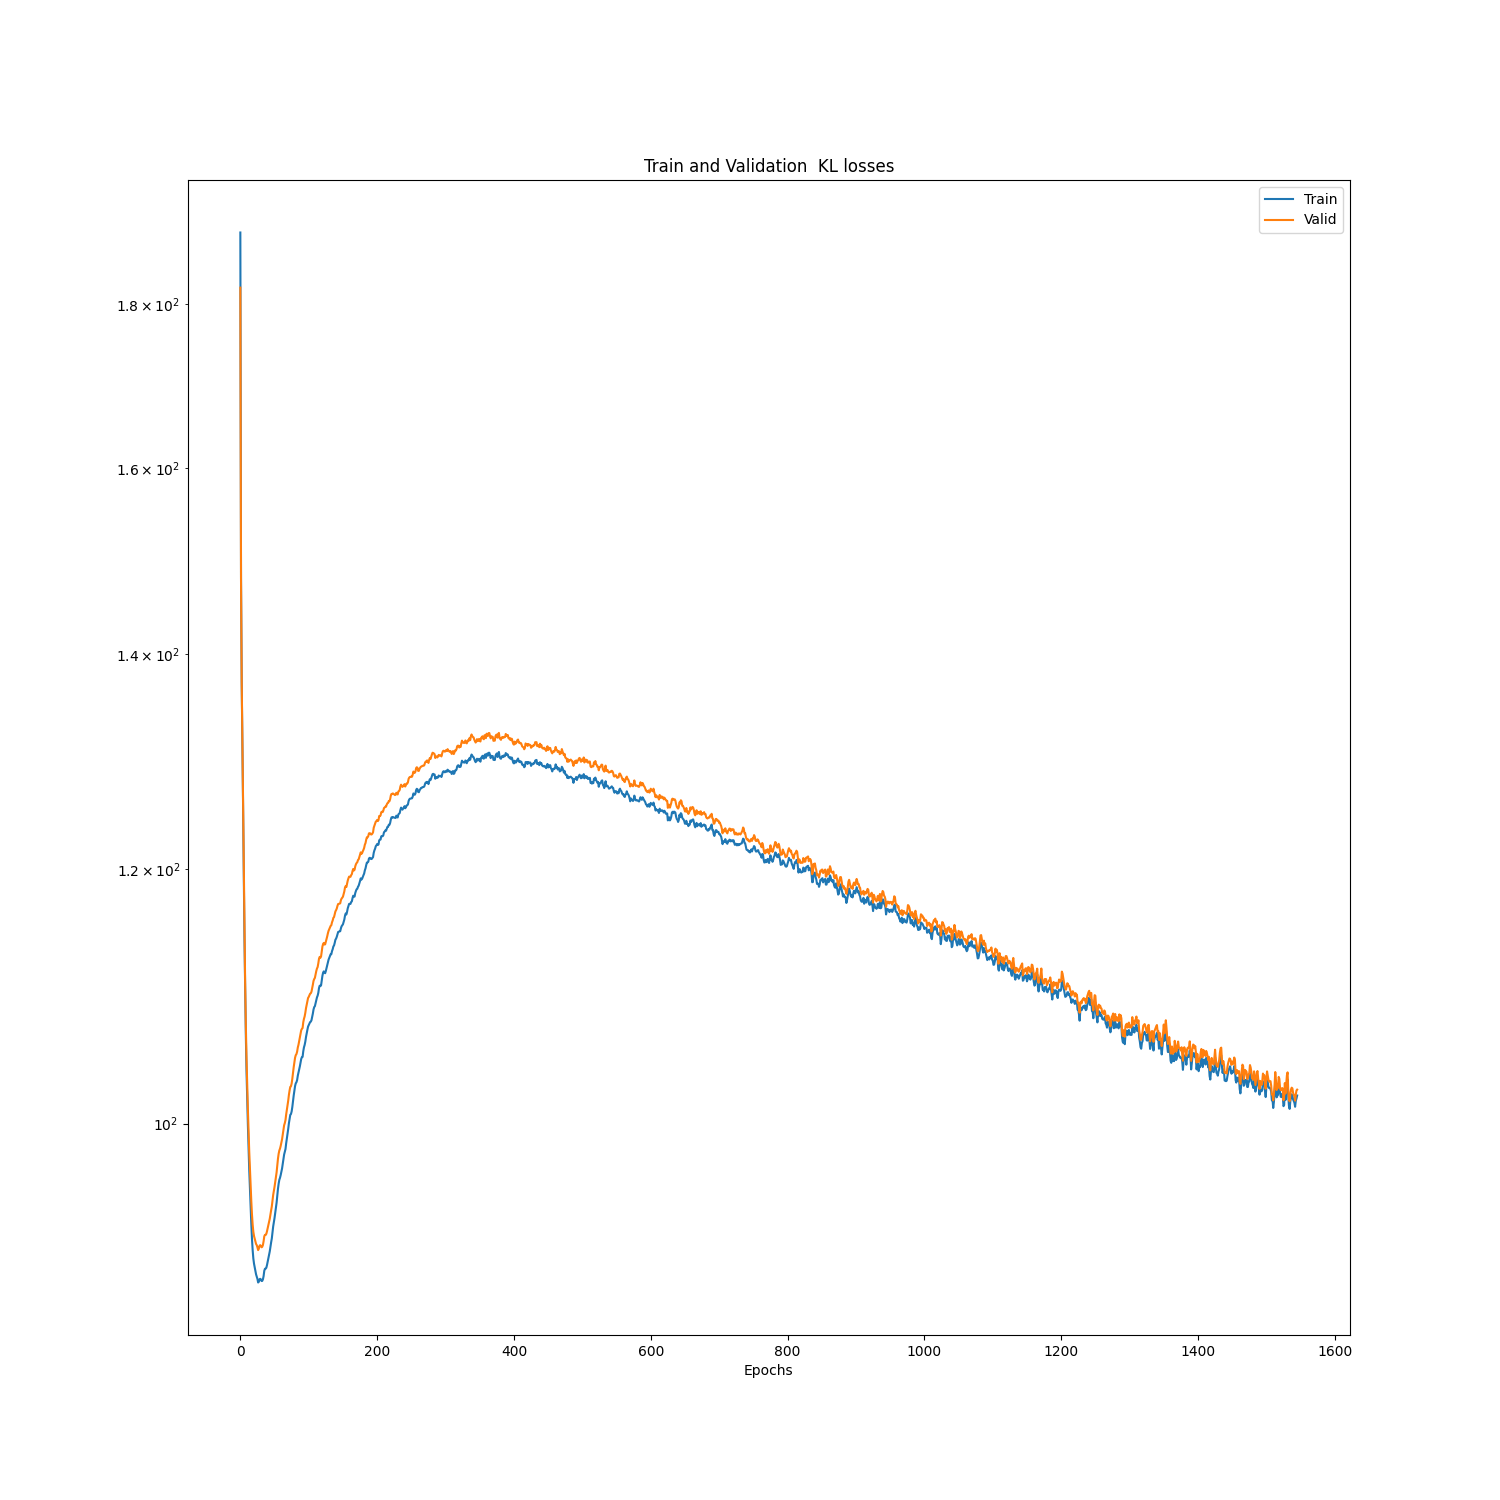 Train and Validation  KL losses
Train
Valid
1.8 × 10²
1.6 × 10²
1.4 × 10²
1.2 × 10²
10²
0 200 400 600 800 1000 1200 1400 1600
Epochs